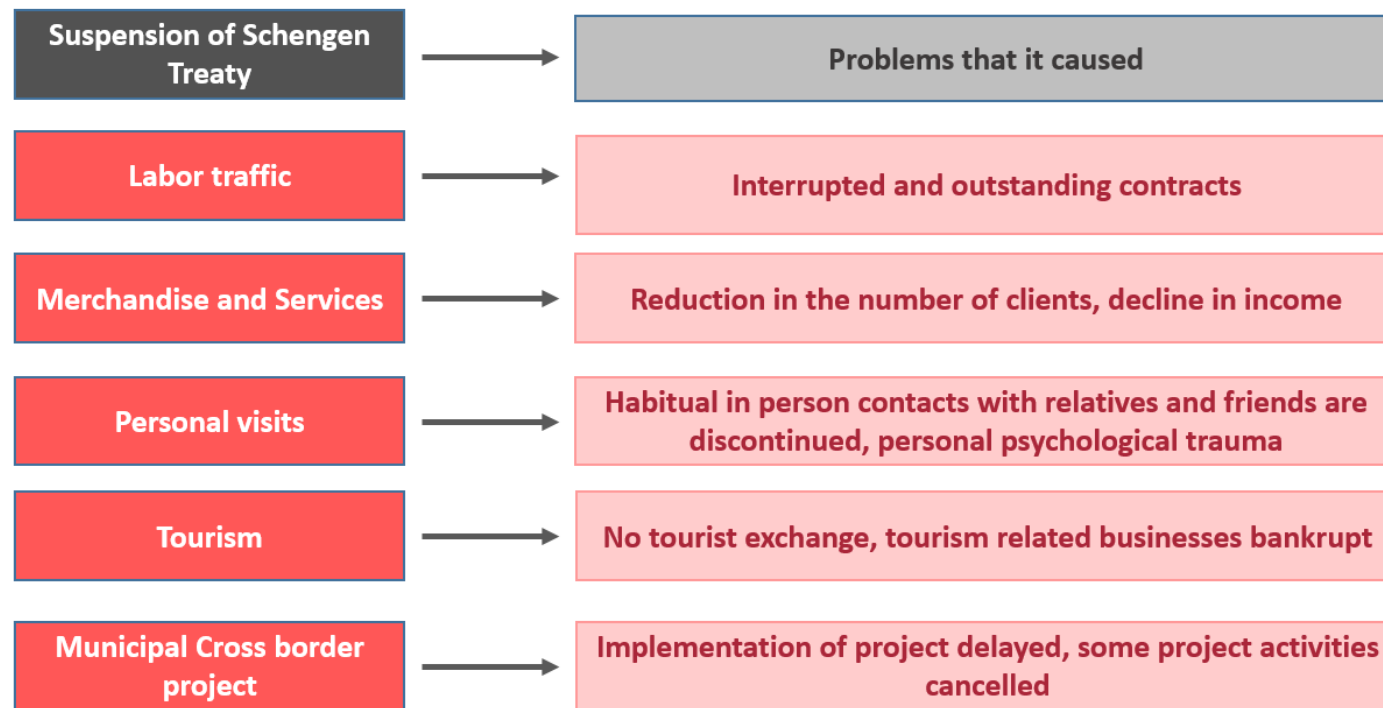 Suspension of Schengen
Treaty
Problems that it caused
Labor traffic
Interrupted and outstanding contracts
Merchandise and Services
Reduction in the number of clients, decline in income
Personal visits
Habitual in person contacts with relatives and friends are
discontinued, personal psychological trauma
Tourism
No tourist exchange, tourism related businesses bankrupt
Municipal Cross border
project
Implementation of project delayed, some project activities
cancelled